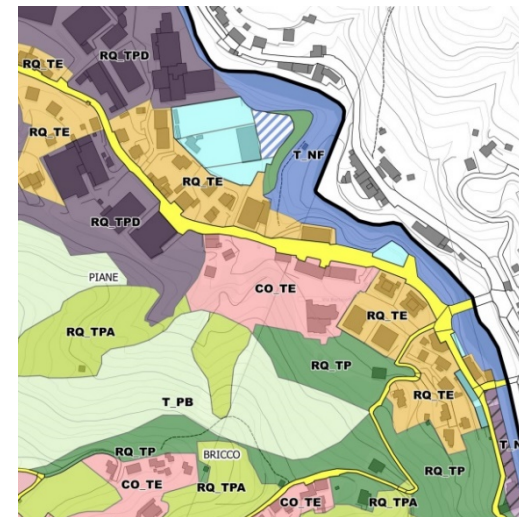 RQ_TPD
RQ_TE
RQ_TE
T_NF
RQ_TE
RQ_TPD
PIANE
CO_TE
RQ_TE
RQ_TPA
RQ_TP
RQ_TE
T_PB
T_N
RQ_TP
BRICCO
RQ_TP
CO_TE
RQ_TPA
CO_TE
RQ_TPA